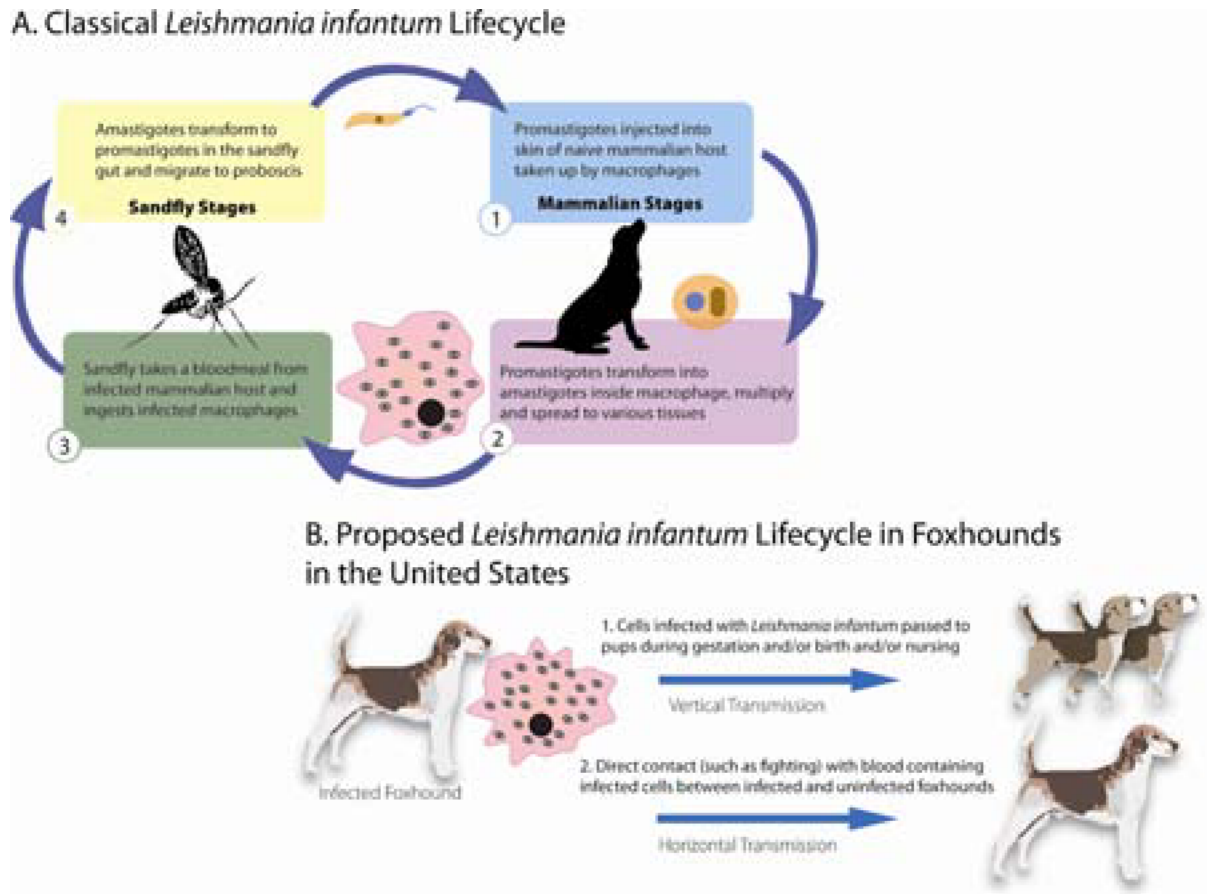 A. Classical Leishmania infantum Lifecycle
Amastigotes transform to
promastigotes in the sandfly
gut and migrate to proboscis
Sandfly Stages
4
Promastigotes injected into
skin of naive mammalian host
taken up by macrophages
Mammalian Stages
1
Sandfly takes a bloodmeal from
infected mammalian host and
ingests infected macrophages
3
Promastigotes transform into
amastigotes inside macrophage, multiply
and spread to various tissues
2
B. Proposed Leishmania infantum Lifecycle in Foxhounds
in the United States
1. Cells infected with Leishmania infantum passed to
pups during gestation and/or birth and/or nursing
Vertical Transmission
2. Direct contact (such as fighting) with blood containing
infected cells between infected and uninfected foxhounds
Infected Foxhound
Horizontal Transmission